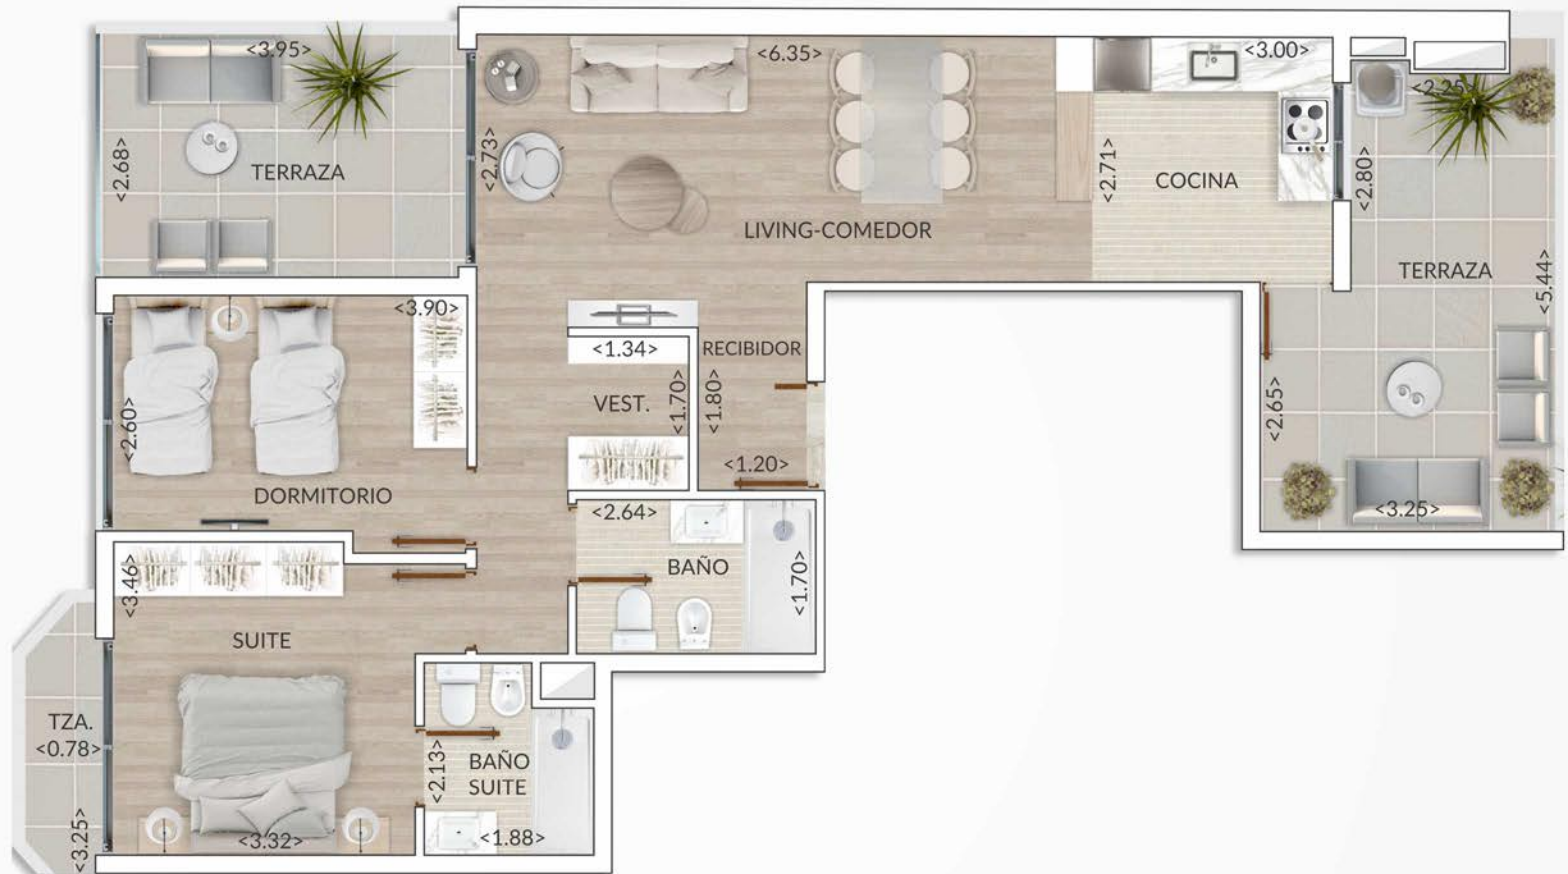 <3.95>
<2.68>
TERRAZA
<6.35>
<2.73>
LIVING-COMEDOR
<3.00>
<2.71>
COCINA
<2.25>
<2.80>
TERRAZA
<5.44>
<2.65>
<3.25>
<3.90>
<2.60>
DORMITORIO
<1.34>
VEST.
<1.70>
RECIBIDOR
<1.80>
<1.20>
<2.64>
BAÑO
<1.70>
<3.46>
SUITE
TZA.
<0.78>
<3.25>
<3.32>
<2.13>
BAÑO
SUITE
<1.88>